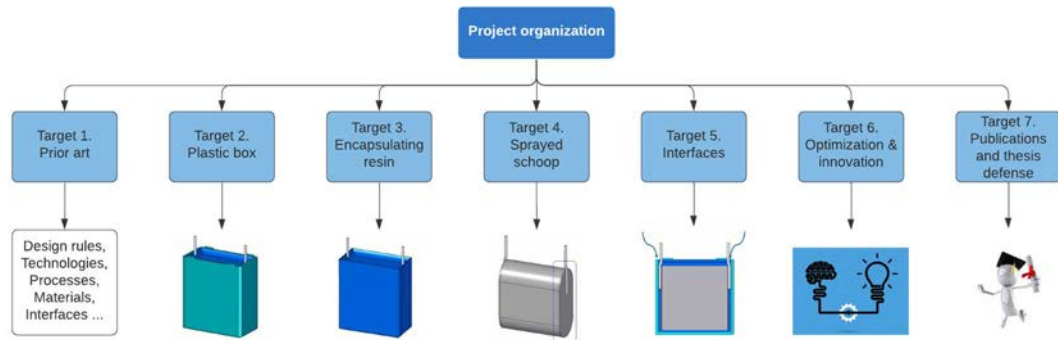 Project organization
Target 1.
Prior art
Target 2.
Plastic box
Target 3.
Encapsulating
resin
Target 4.
Sprayed
schoop
Target 5.
Interfaces
Target 6.
Optimization &
innovation
Target 7.
Publications
and thesis
defense
Design rules,
Technologies,
Processes,
Materials,
Interfaces ...